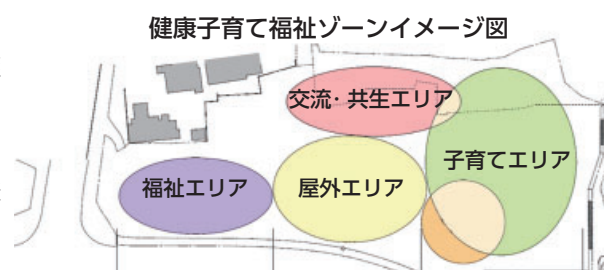 健康子育て福祉ゾーンイメージ図
交流・共生エリア
子育てエリア
福祉エリア
屋外エリア